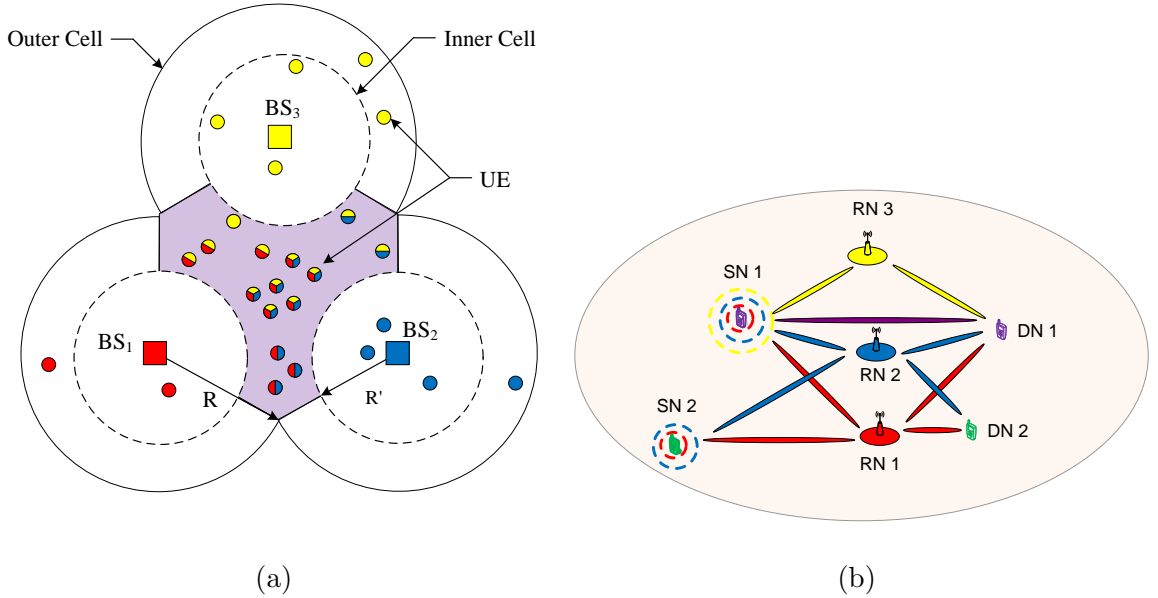 Outer Cell
Inner Cell
BS₃
UE
BS₁
BS₂
R
R'
(a)
RN 3
SN 1
DN 1
RN 2
SN 2
DN 2
RN 1
(b)